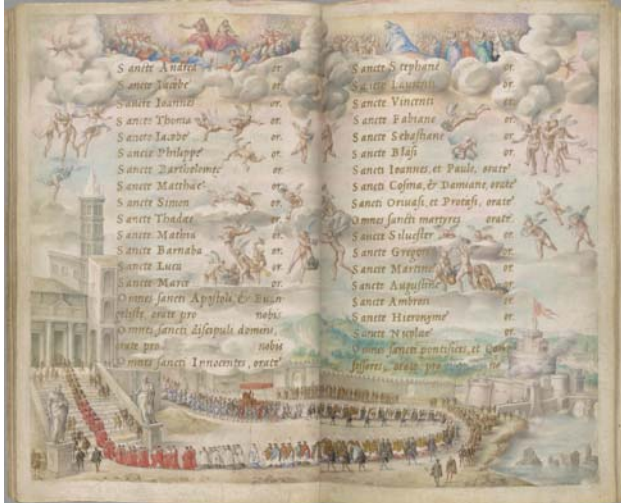 Sancte Andrea or.
Sancte Iacobe or.
Sancte Ioannes or.
Sancte Thoma or.
Sancte Iacobe or.
Sancte Philippe or.
Sancte Bartholomee or.
Sancte Matthæe or.
Sancte Simon or.
Sancte Thadæe or.
Sancte Mathia or.
Sancte Barnaba or.
Sancte Luca or.
Sancte Marce or.
Omnes sancti Apostoli, & Euan-
geliste, orate pro nobis
Omnes sancti discipuli domini,
orate pro nobis
Omnes sancti Innocentes, orate
Sancte Stephane or.
Sancte Laurenti or.
Sancte Vincenti or.
Sancte Fabiane or.
Sancte Sebastiane or.
Sancte Blasi or.
Sancti Ioannes, et Paule, orate
Sancti Cosma, & Damiane, orate
Sancti Geruasi, et Protasi, orate
Omnes sancti martyres orate
Sancte Siluester or.
Sancte Gregori or.
Sancte Martine or.
Sancte Augustine or.
Sancte Ambrosi or.
Sancte Hieronyme or.
Sancte Nicolae or.
Omnes sancti pontifices, et Con-
fessores, orate pro no